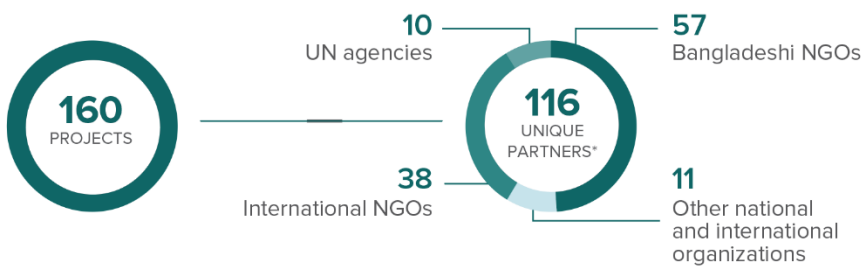 160
PROJECTS
10
UN agencies
116
UNIQUE
PARTNERS*
57
Bangladeshi NGOs
38
International NGOs
11
Other national
and international
organizations